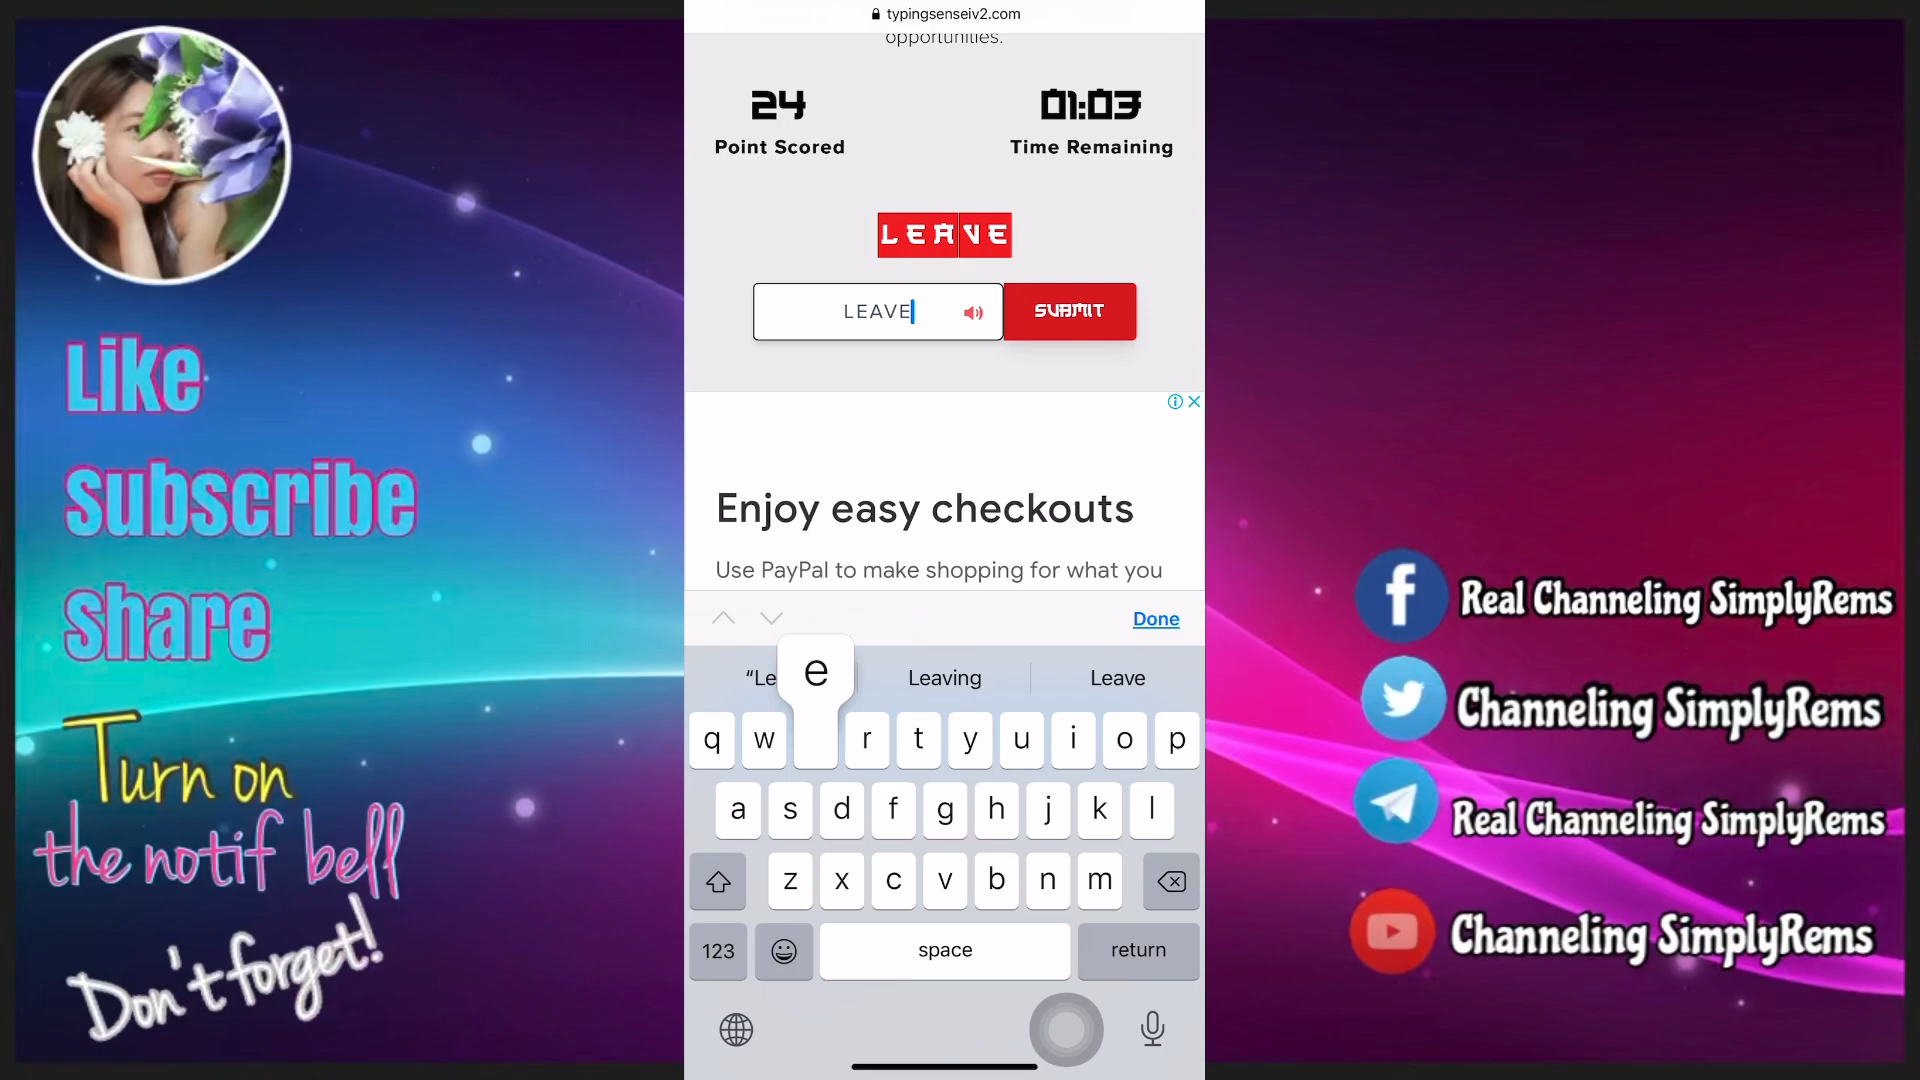 Like
Subscribe
Share
Turn on
the notif bell
Don't forget!
typingsenseiv2.com
opportunities.
24
Point Scored
01:03
Time Remaining
LEAVE
LEAVE
SUBMIT
Enjoy easy checkouts
Use PayPal to make shopping for what you
Done
“Le
e
Leaving
Leave
q w r t y u i o p
a s d f g h j k l
z x c v b n m
123 space return
Real Channeling SimplyRems
Channeling SimplyRems
Real Channeling SimplyRems
Channeling SimplyRems